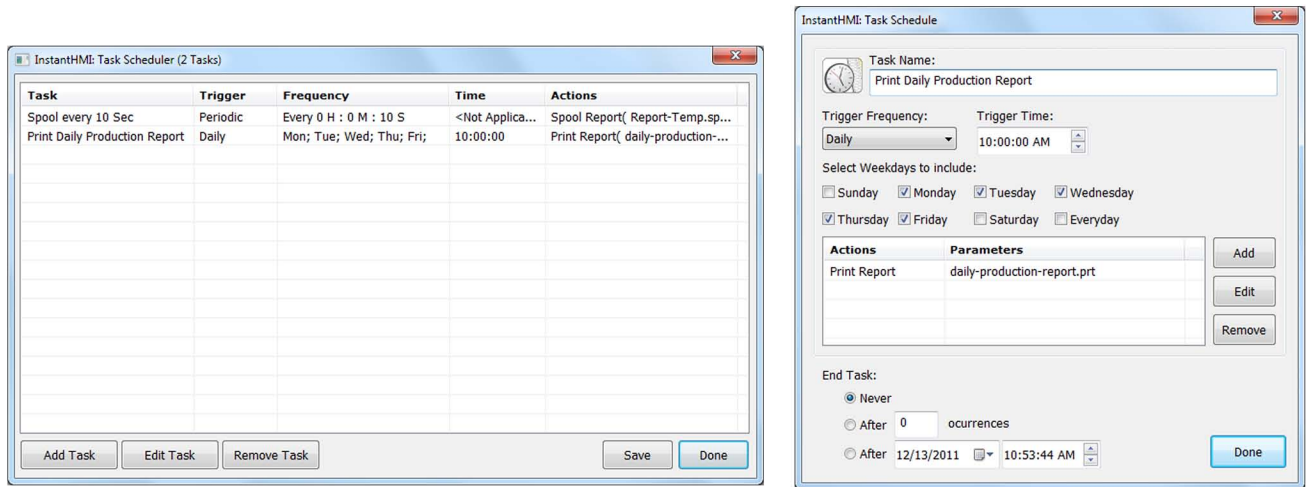 InstantHMI: Task Scheduler (2 Tasks)
Task Trigger Frequency Time Actions
Spool every 10 Sec Periodic Every 0 H : 0 M : 10 S <Not Applica... Spool Report( Report-Temp.sp...
Print Daily Production Report Daily Mon; Tue; Wed; Thu; Fri; 10:00:00 Print Report( daily-production-...
Add Task Edit Task Remove Task Save Done
InstantHMI: Task Schedule
Task Name:
Print Daily Production Report
Trigger Frequency: Trigger Time:
Daily 10:00:00 AM
Select Weekdays to include:
Sunday Monday Tuesday Wednesday
Thursday Friday Saturday Everyday
Actions Parameters
Print Report daily-production-report.prt
Add
Edit
Remove
End Task:
Never
After 0 ocurrences
After 12/13/2011 10:53:44 AM
Done